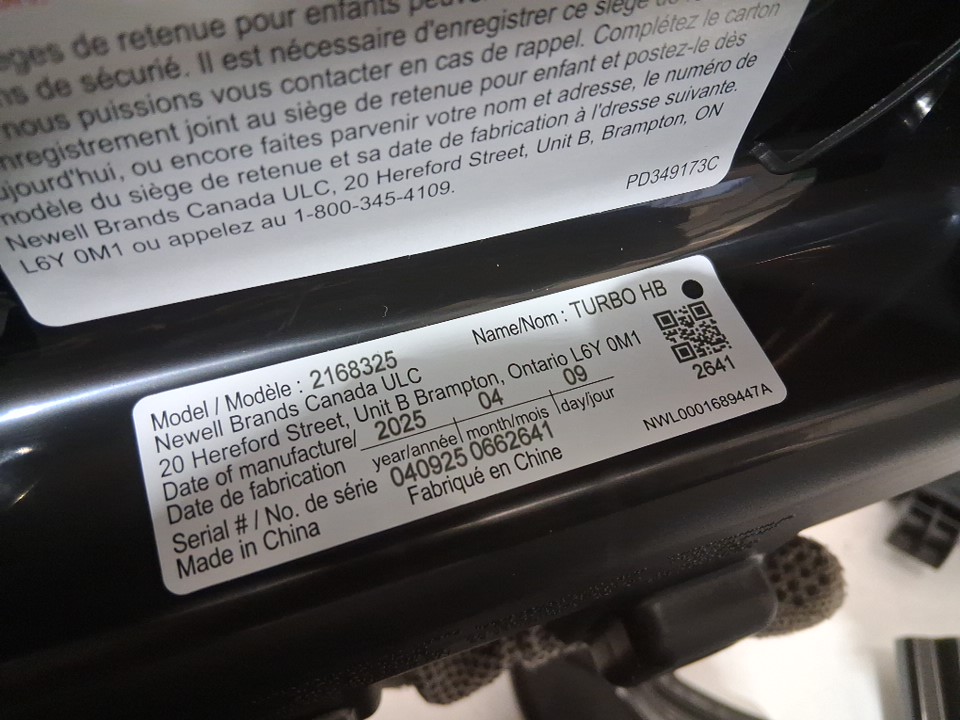 ges de retenue pour enfants
ns de sécurité. Il est nécessaire d'enregistrer ce siège
nous puissions vous contacter en cas de rappel. Complétez le carton
nregistrement joint au siège de retenue pour enfant et postez-le dès
ujourd'hui, ou encore faites parvenir votre nom et adresse, le numéro de
modèle du siège de retenue et sa date de fabrication à l'dresse suivante.
Newell Brands Canada ULC, 20 Hereford Street, Unit B, Brampton, ON
L6Y 0M1 ou appelez au 1-800-345-4109.
PD349173C
Model / Modèle : 2168325 Name/Nom : TURBO HB
Newell Brands Canada ULC
20 Hereford Street, Unit B Brampton, Ontario L6Y 0M1
Date of manufacture/ 2025 04 09
Date de fabrication year/année month/mois day/jour
Serial # / No. de série 040925 0662641
Made in China Fabriqué en Chine
2641
NWL0001689447A